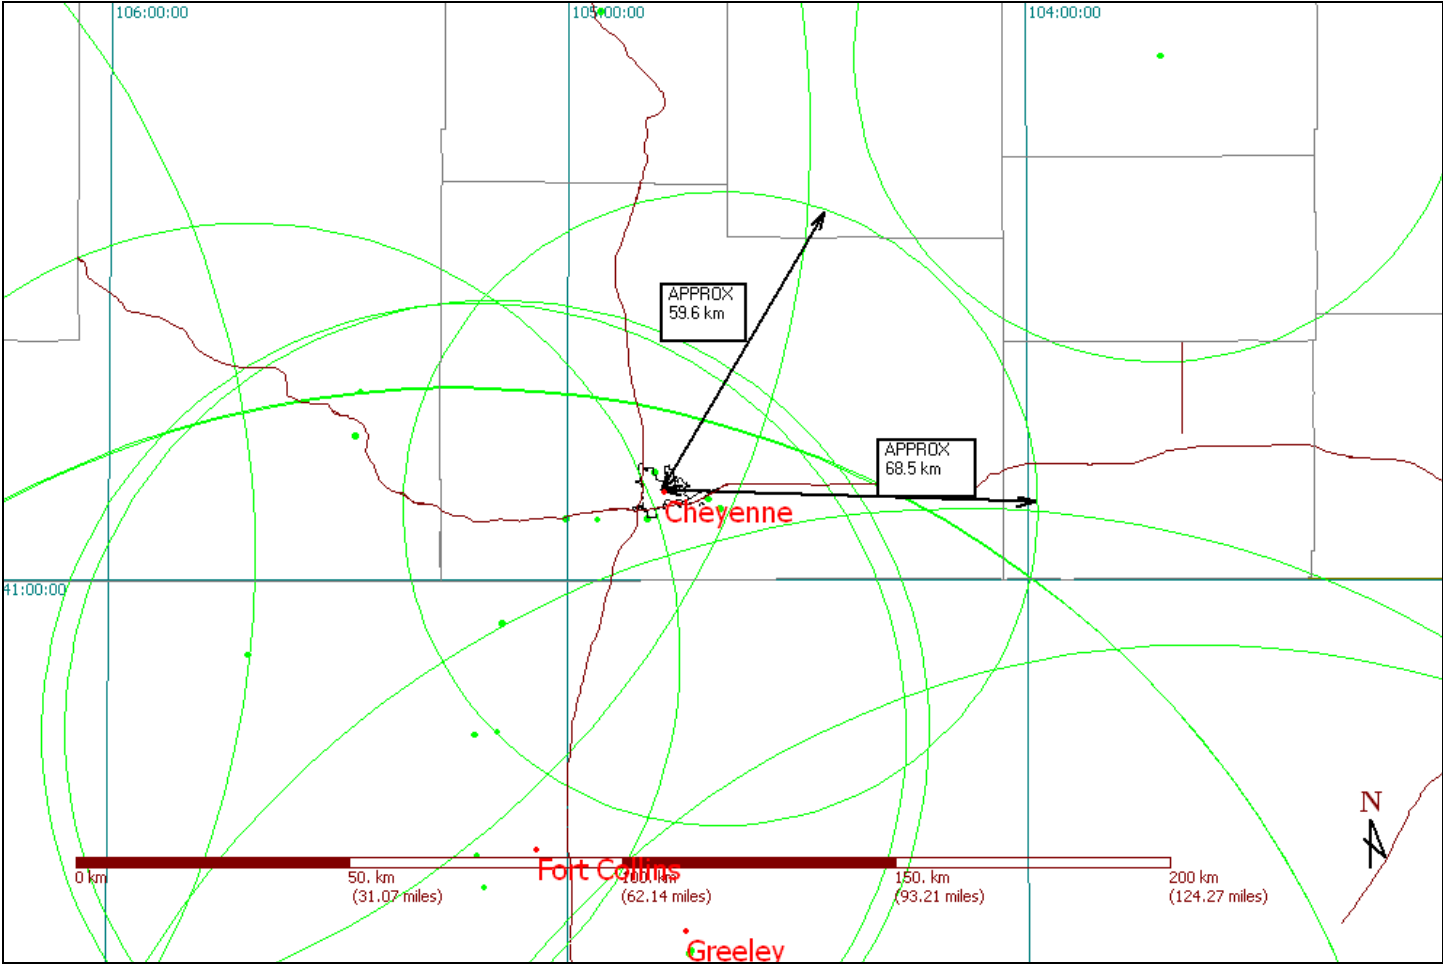 106:00:00
105:00:00
104:00:00
APPROX
59.6 km
APPROX
68.5 km
Cheyenne
41:00:00
N
Fort Collins
0 km
50. km
100. km
150. km
200 km
(31.07 miles)
(62.14 miles)
(93.21 miles)
(124.27 miles)
Greeley